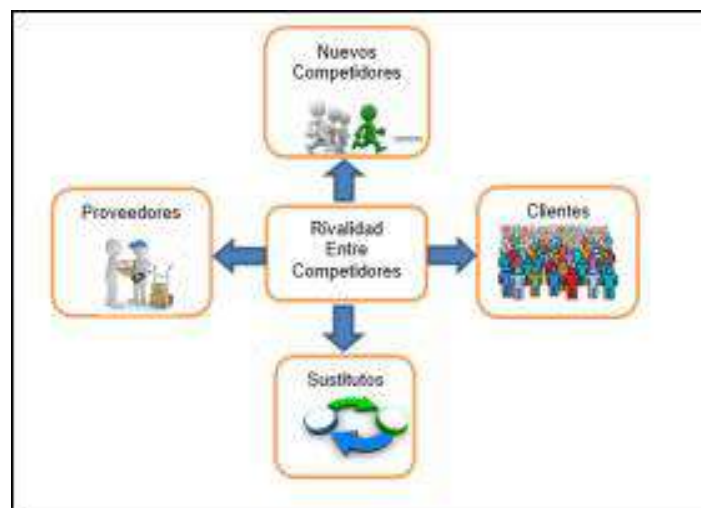 Nuevos
Competidores
Proveedores
Rivalidad
Entre
Competidores
Clientes
Sustitutos